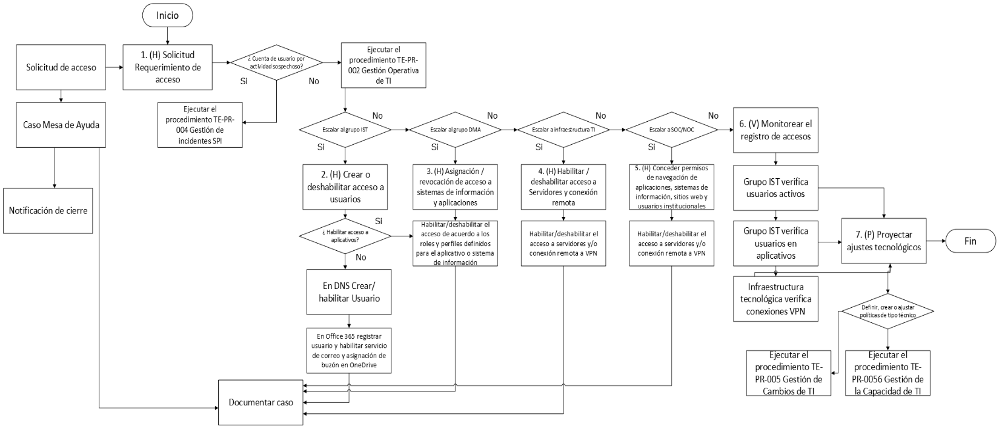 Inicio
Solicitud de acceso
1. (H) Solicitud
Requerimiento de
acceso
¿ Cuenta de usuario por
actividad sospechoso?
Si
No
Ejecutar el
procedimiento TE-PR-
002 Gestión Operativa
de TI
Caso Mesa de Ayuda
Ejecutar el
procedimiento TE-PR-
004 Gestión de
incidentes SPI
Notificación de cierre
Escalar al grupo IST
No
Si
Escalar al grupo DMA
No
Si
Escalar a infraestructura TI
No
Si
Escalar a SOC/NOC
No
Si
6. (V) Monitorear el
registro de accesos
2. (H) Crear o
deshabilitar acceso a
usuarios
3. (H) Asignación /
revocación de acceso a
sistemas de información
y aplicaciones
4. (H) Habilitar /
deshabilitar acceso a
Servidores y conexión
remota
5. (H) Conceder permisos
de navegación de
aplicaciones, sistemas de
información, sitios web y
usuarios institucionales
Grupo IST verifica
usuarios activos
¿ Habilitar acceso a
aplicativos?
Si
No
Habilitar/deshabilitar el
acceso de acuerdo a los
roles y perfiles definidos
para el aplicativo o sistema
de información
Habilitar/deshabilitar el
acceso a servidores y/o
conexión remota a VPN
Habilitar/deshabilitar el
acceso a servidores y/o
conexión remota a VPN
Grupo IST verifica
usuarios en
aplicativos
7. (P) Proyectar
ajustes tecnológicos
Fin
En DNS Crear/
habilitar Usuario
Infraestructura
tecnológica verifica
conexiones VPN
Definir, crear o ajustar
políticas de tipo técnico
En Office 365 registrar
usuario y habilitar servicio
de correo y asignación de
buzón en OneDrive
Ejecutar el
procedimiento TE-
PR-005 Gestión de
Cambios de TI
Ejecutar el
procedimiento TE-
PR-0056 Gestión de
la Capacidad de TI
Documentar caso